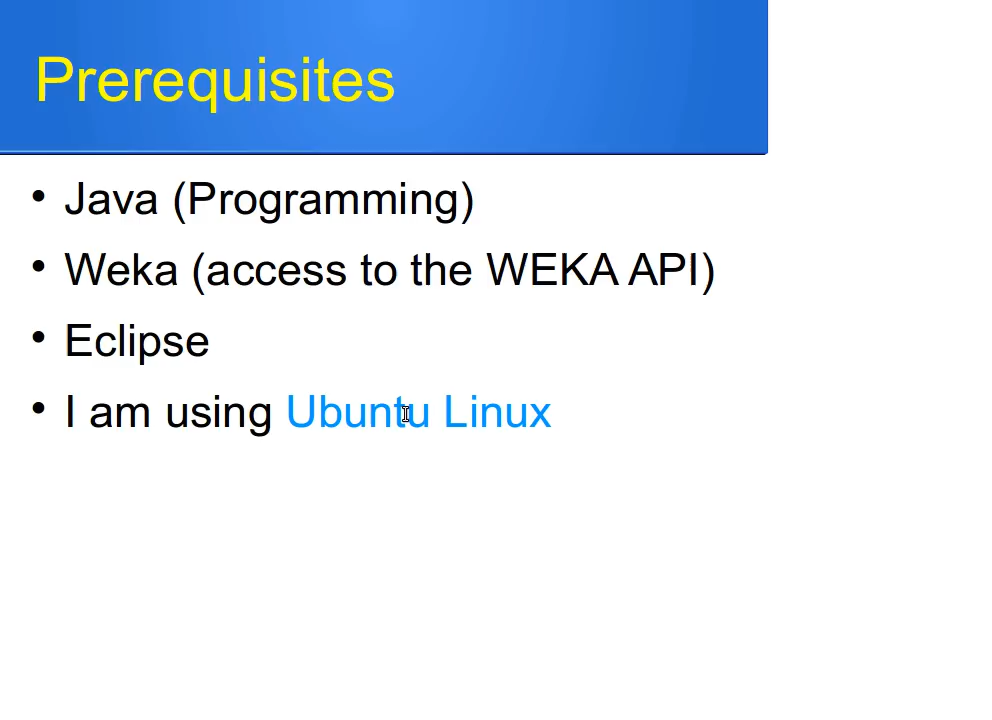 Prerequisites
• Java (Programming)
• Weka (access to the WEKA API)
• Eclipse
• I am using Ubuntu Linux